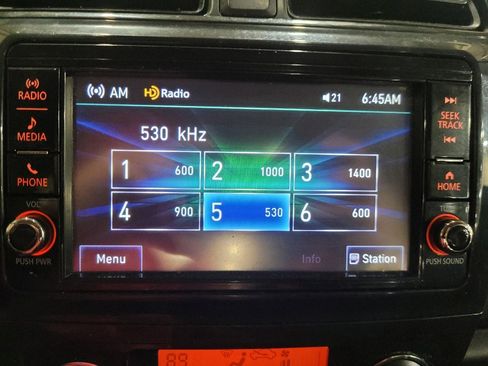 RADIO
MEDIA
PHONE
VOL
PUSH PWR
AM HD Radio 21 6:45AM
530 kHz
1 600 2 1000 3 1400
4 900 5 530 6 600
Menu Info Station
SEEK
TRACK
HOME
PUSH SOUND